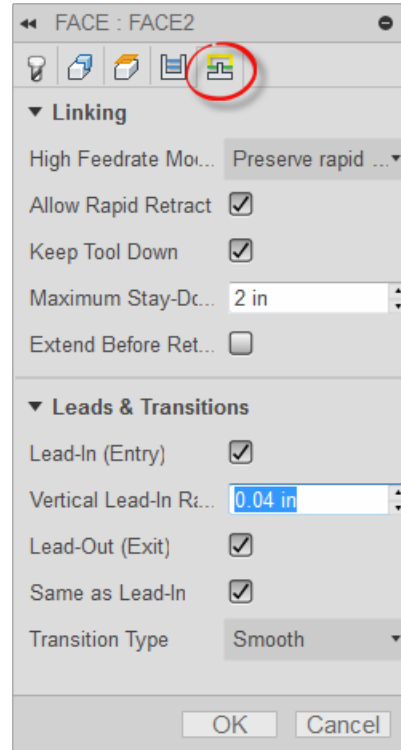 FACE : FACE2
Linking
High Feedrate Mo... Preserve rapid ...
Allow Rapid Retract
Keep Tool Down
Maximum Stay-Do... 2 in
Extend Before Ret...
Leads & Transitions
Lead-In (Entry)
Vertical Lead-In Ra... 0.04 in
Lead-Out (Exit)
Same as Lead-In
Transition Type Smooth
OK Cancel